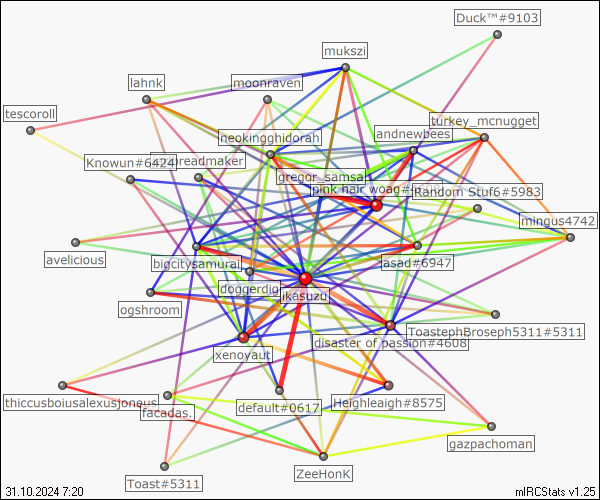 Duck™#9103
mukszi
lahnk
moonraven
tescoroll
turkey_mcnugget
andnewbees
neokingghidorah
Knowun#6424
breadmaker
gregor_samsa
pink hair woag#
Random Stuf6#5983
mingus4742
avelicious
bigcitysamurai
asad#6947
doggerdig
ikasuzu
ogshroom
ToastephBroseph5311#5311
disaster of passion#4608
xenoyaut
thiccusboiusalexusjoneus
facadas.
default#0617
Heighleaigh#8575
gazpachoman
ZeeHonK
Toast#5311
31.10.2024 7:20
mIRCStats v1.25